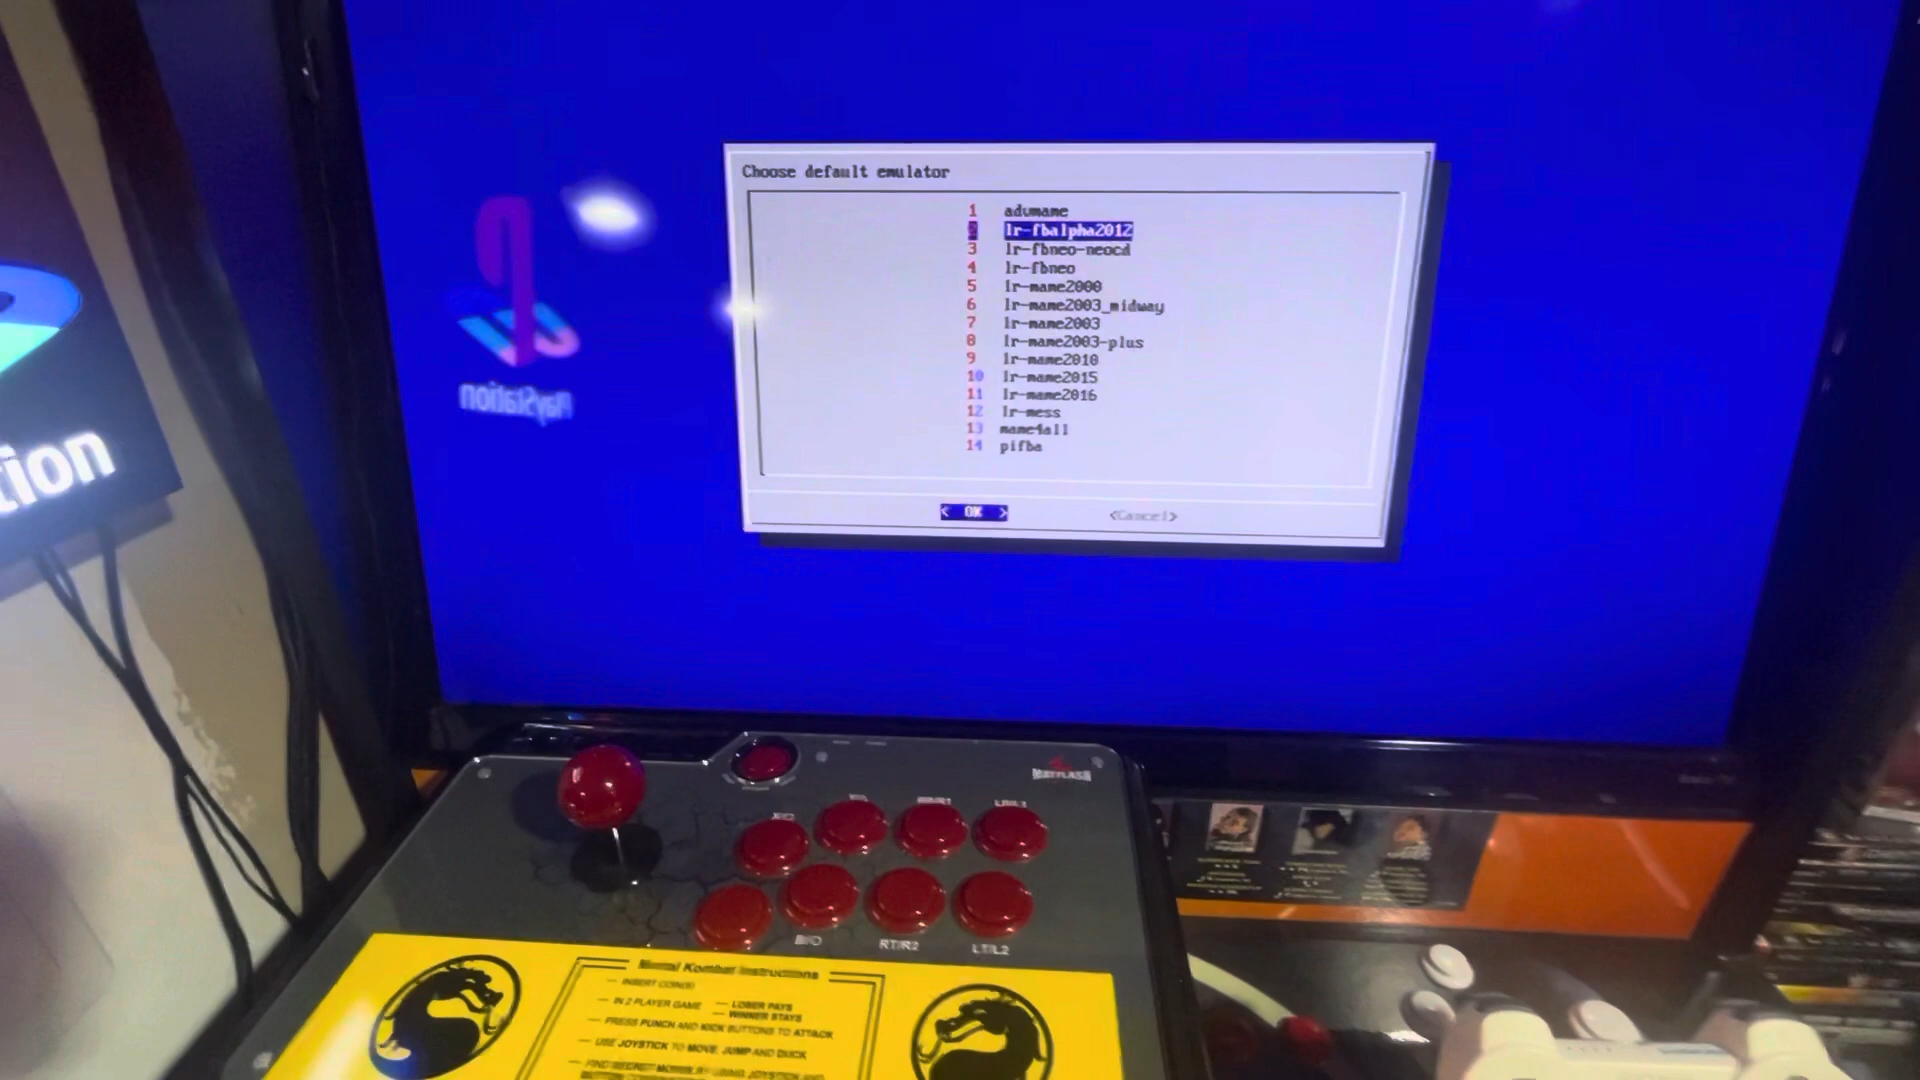 Choose default emulator
1 advmame
2 lr-fbalpha2012
3 lr-fbneo-neocd
4 lr-fbneo
5 lr-mame2000
6 lr-mame2003_midway
7 lr-mame2003
8 lr-mame2003-plus
9 lr-mame2010
10 lr-mame2015
11 lr-mame2016
12 lr-mess
13 mame4all
14 pifba
< OK >
<Cancel>
PlayStation
tion
MAYFLASH
RT/R2
LT/L2
Mortal Kombat Instructions
— INSERT COIN(S)
— IN 2 PLAYER GAME — LOSER PAYS
— WINNER STAYS
— PRESS PUNCH AND KICK BUTTONS TO ATTACK
— USE JOYSTICK TO MOVE, JUMP AND DUCK